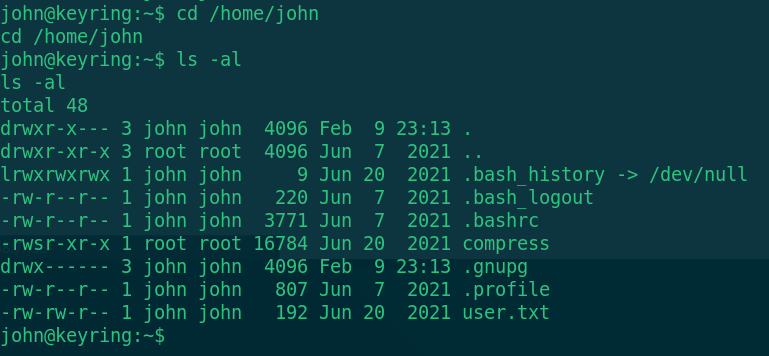 john@keyring:~$ cd /home/john
cd /home/john
john@keyring:~$ ls -al
ls -al
total 48
drwxr-x--- 3 john john  4096 Feb  9 23:13 .
drwxr-xr-x 3 root root  4096 Jun  7  2021 ..
lrwxrwxrwx 1 john john     9 Jun 20  2021 .bash_history -> /dev/null
-rw-r--r-- 1 john john   220 Jun  7  2021 .bash_logout
-rw-r--r-- 1 john john  3771 Jun  7  2021 .bashrc
-rwsr-xr-x 1 root root 16784 Jun 20  2021 compress
drwx------ 3 john john  4096 Feb  9 23:13 .gnupg
-rw-r--r-- 1 john john   807 Jun  7  2021 .profile
-rw-rw-r-- 1 john john   192 Jun 20  2021 user.txt
john@keyring:~$